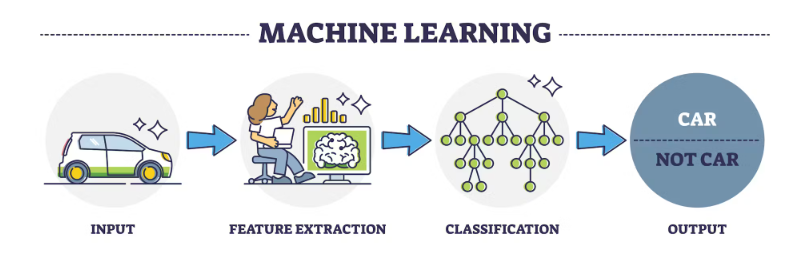 MACHINE LEARNING
CAR
NOT CAR
INPUT
FEATURE EXTRACTION
CLASSIFICATION
OUTPUT